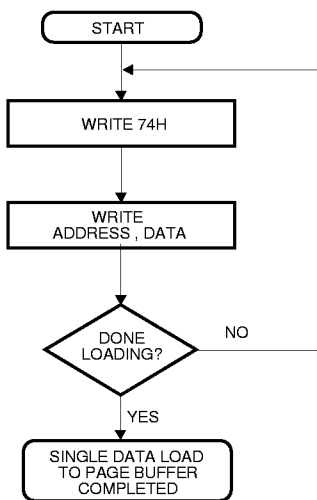 START
WRITE 74H
WRITE
ADDRESS , DATA
DONE
LOADING?
NO
YES
SINGLE DATA LOAD
TO PAGE BUFFER
COMPLETED